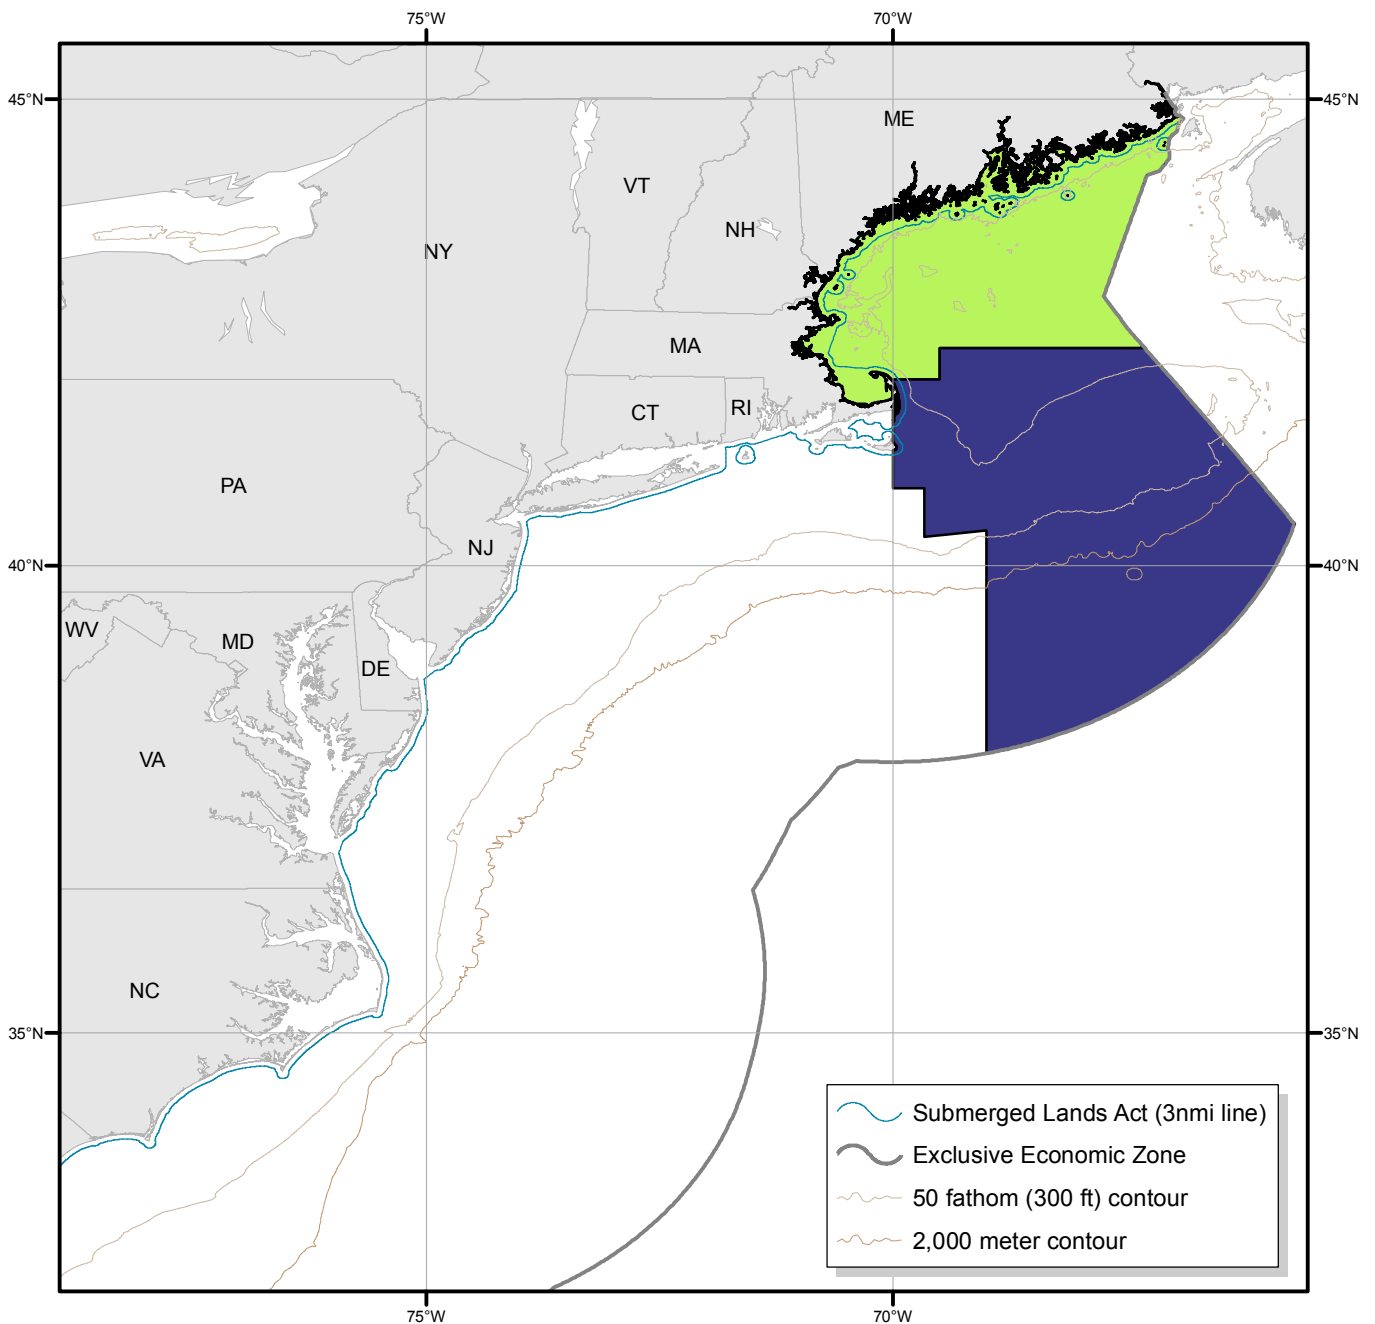 75°W 70°W
45°N 45°N
ME
VT
NH
NY
MA
RI
CT
PA
NJ
40°N 40°N
WV
MD
DE
VA
NC
35°N 35°N
Submerged Lands Act (3nmi line)
Exclusive Economic Zone
50 fathom (300 ft) contour
2,000 meter contour
75°W 70°W